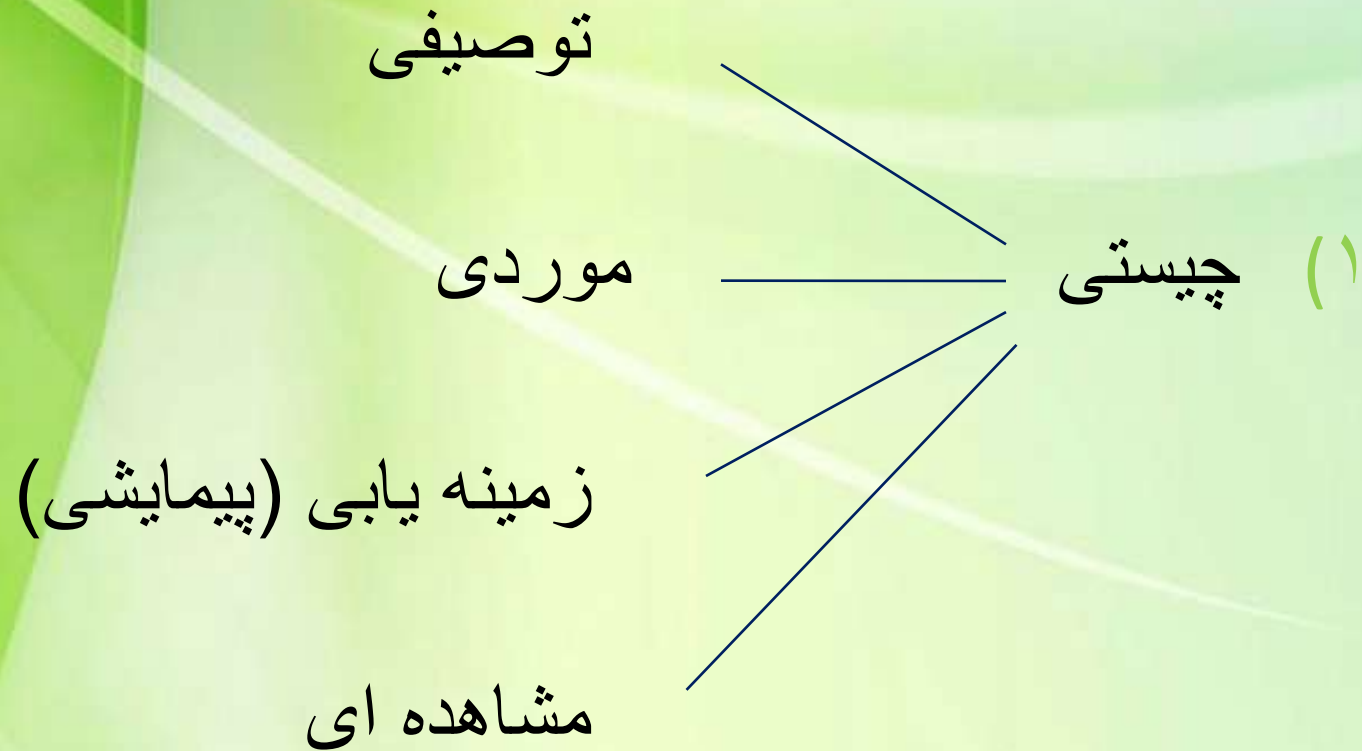 توصیفی
۱) چیستی
موردی
زمینه یابی (پیمایشی)
مشاهده ای